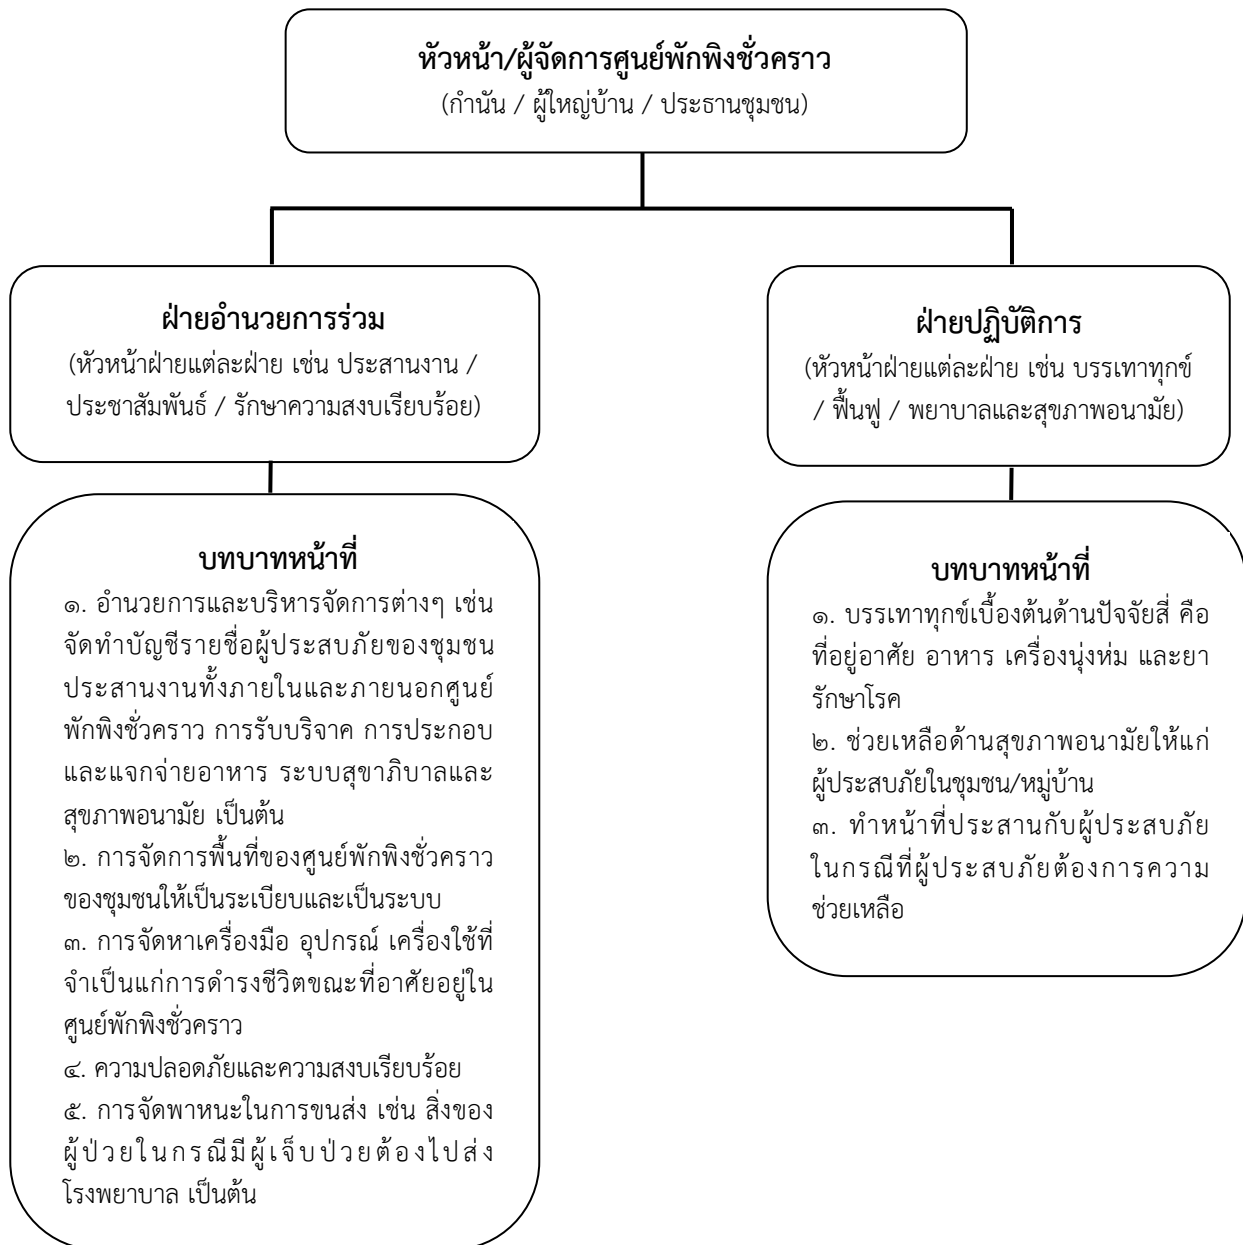 หัวหน้า/ผู้จัดการศูนย์พักพิงชั่วคราว
(กำนัน / ผู้ใหญ่บ้าน / ประธานชุมชน)
ฝ่ายอำนวยการร่วม
(หัวหน้าฝ่ายแต่ละฝ่าย เช่น ประสานงาน /
ประชาสัมพันธ์ / รักษาความสงบเรียบร้อย)
บทบาทหน้าที่
๑. อำนวยการและบริหารจัดการต่างๆ เช่น
จัดทำบัญชีรายชื่อผู้ประสบภัยของชุมชน
ประสานงานทั้งภายในและภายนอกศูนย์
พักพิงชั่วคราว การรับบริจาค การประกอบ
และแจกจ่ายอาหาร ระบบสุขาภิบาลและ
สุขภาพอนามัย เป็นต้น
๒. การจัดการพื้นที่ของศูนย์พักพิงชั่วคราว
ของชุมชนให้เป็นระเบียบและเป็นระบบ
๓. การจัดหาเครื่องมือ อุปกรณ์ เครื่องใช้ที่
จำเป็นแก่การดำรงชีวิตขณะที่อาศัยอยู่ใน
ศูนย์พักพิงชั่วคราว
๔. ความปลอดภัยและความสงบเรียบร้อย
๕. การจัดพาหนะในการขนส่ง เช่น สิ่งของ
ผู้ป่วยในกรณีมีผู้เจ็บป่วยต้องไปส่ง
โรงพยาบาล เป็นต้น
ฝ่ายปฏิบัติการ
(หัวหน้าฝ่ายแต่ละฝ่าย เช่น บรรเทาทุกข์
/ ฟื้นฟู / พยาบาลและสุขภาพอนามัย)
บทบาทหน้าที่
๑. บรรเทาทุกข์เบื้องต้นด้านปัจจัยสี่ คือ
ที่อยู่อาศัย อาหาร เครื่องนุ่งห่ม และยา
รักษาโรค
๒. ช่วยเหลือด้านสุขภาพอนามัยให้แก่
ผู้ประสบภัยในชุมชน/หมู่บ้าน
๓. ทำหน้าที่ประสานกับผู้ประสบภัย
ในกรณีที่ผู้ประสบภัยต้องการความ
ช่วยเหลือ